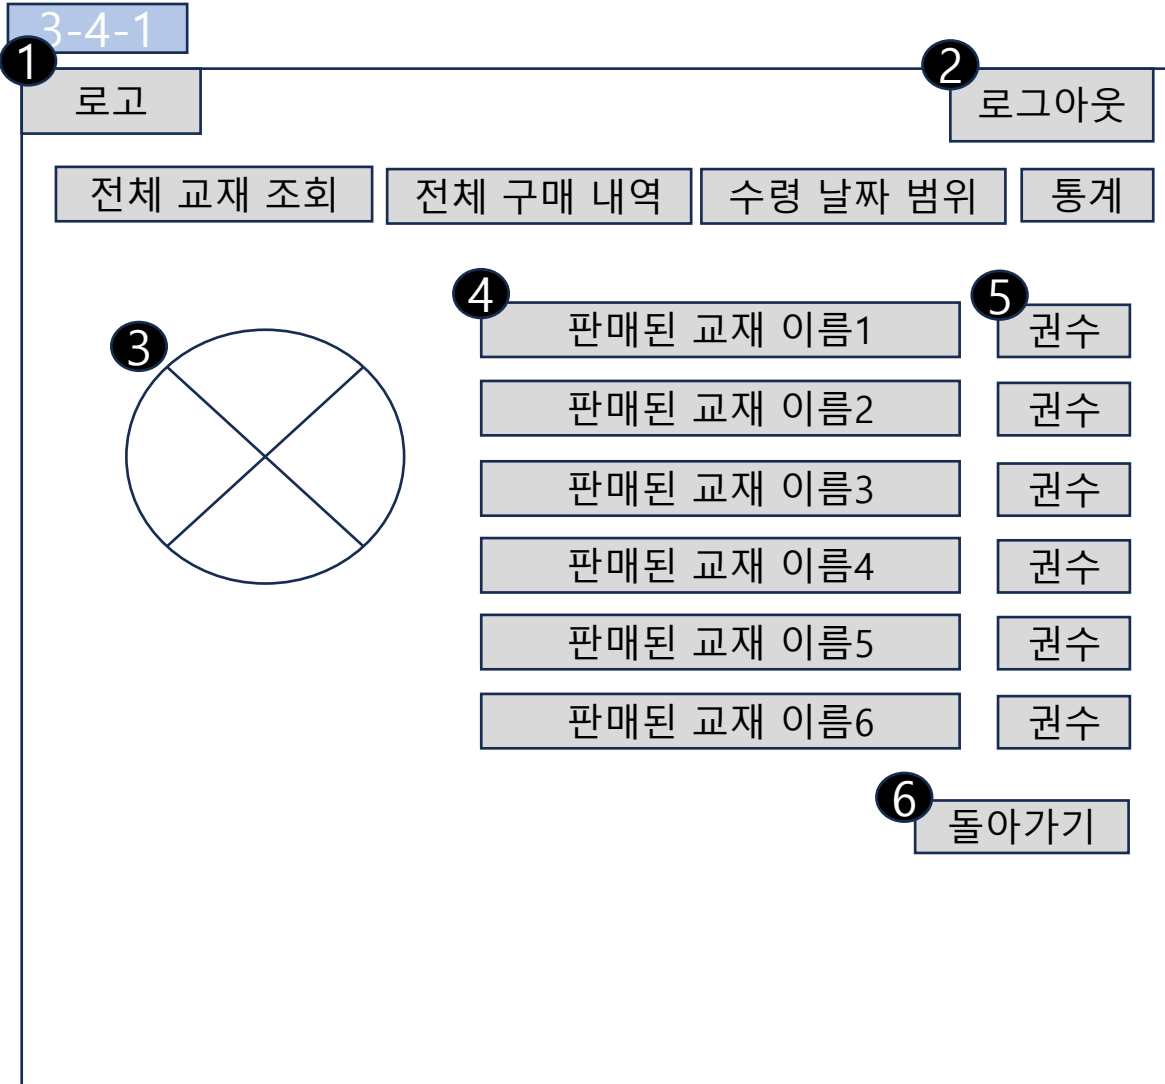 3-4-1
1
로고
2
로그아웃
전체 교재 조회
전체 구매 내역
수령 날짜 범위
통계
3
4
판매된 교재 이름1
5
권수
판매된 교재 이름2
권수
판매된 교재 이름3
권수
판매된 교재 이름4
권수
판매된 교재 이름5
권수
판매된 교재 이름6
권수
6
돌아가기